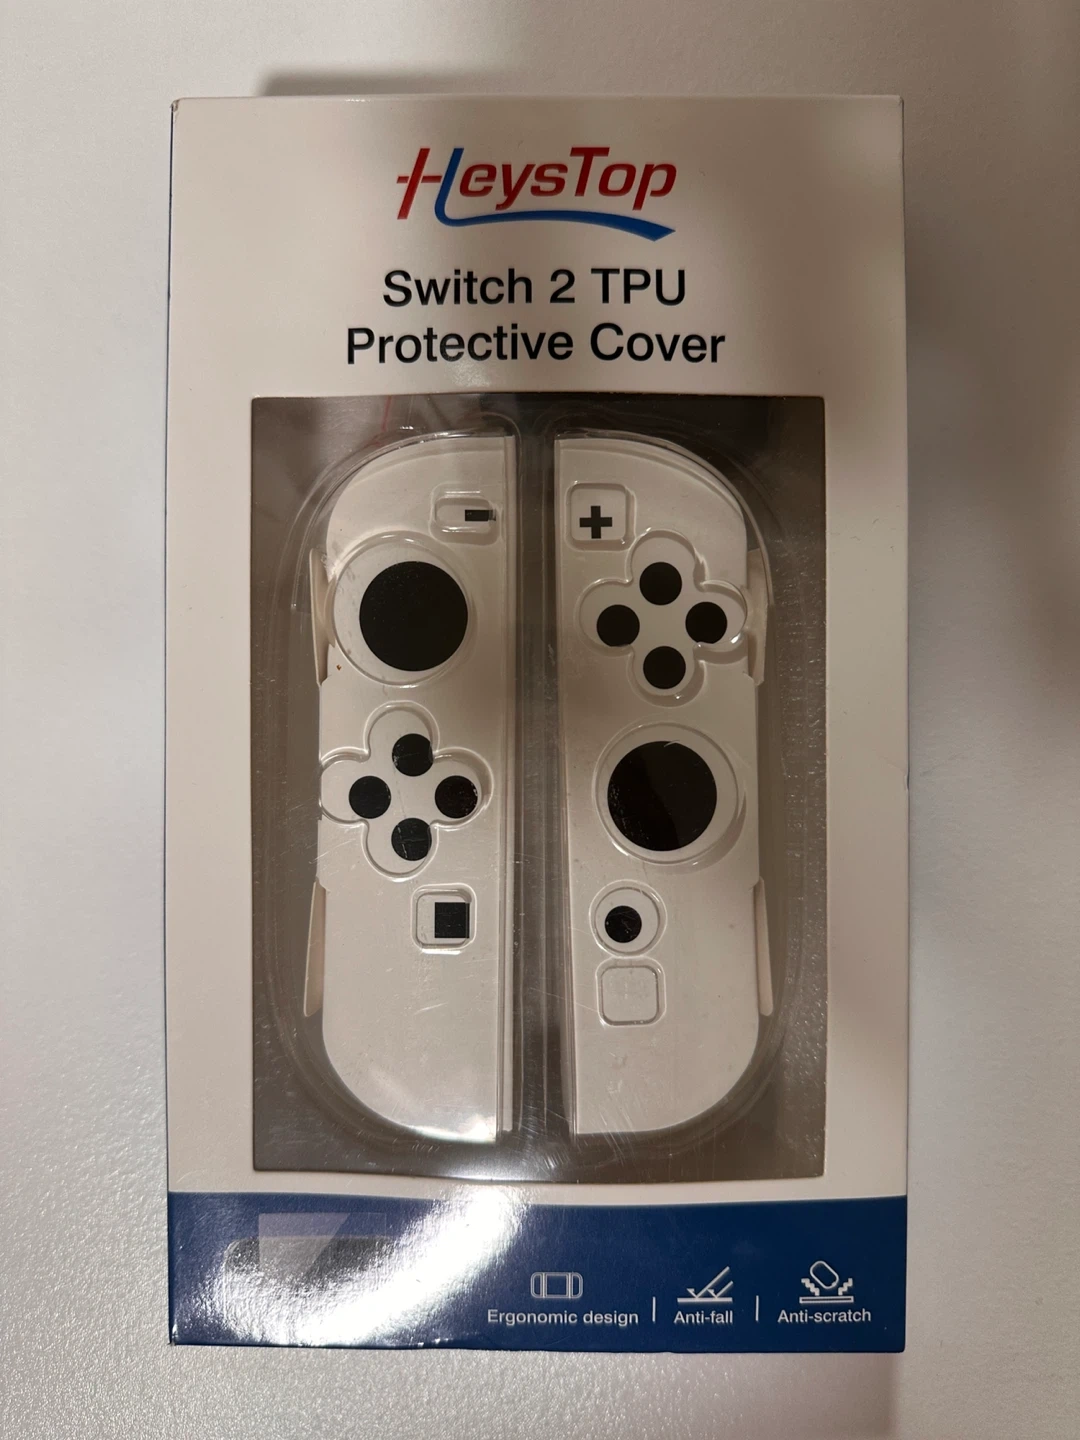 HeysTop
Switch 2 TPU
Protective Cover
Ergonomic design
Anti-fall
Anti-scratch